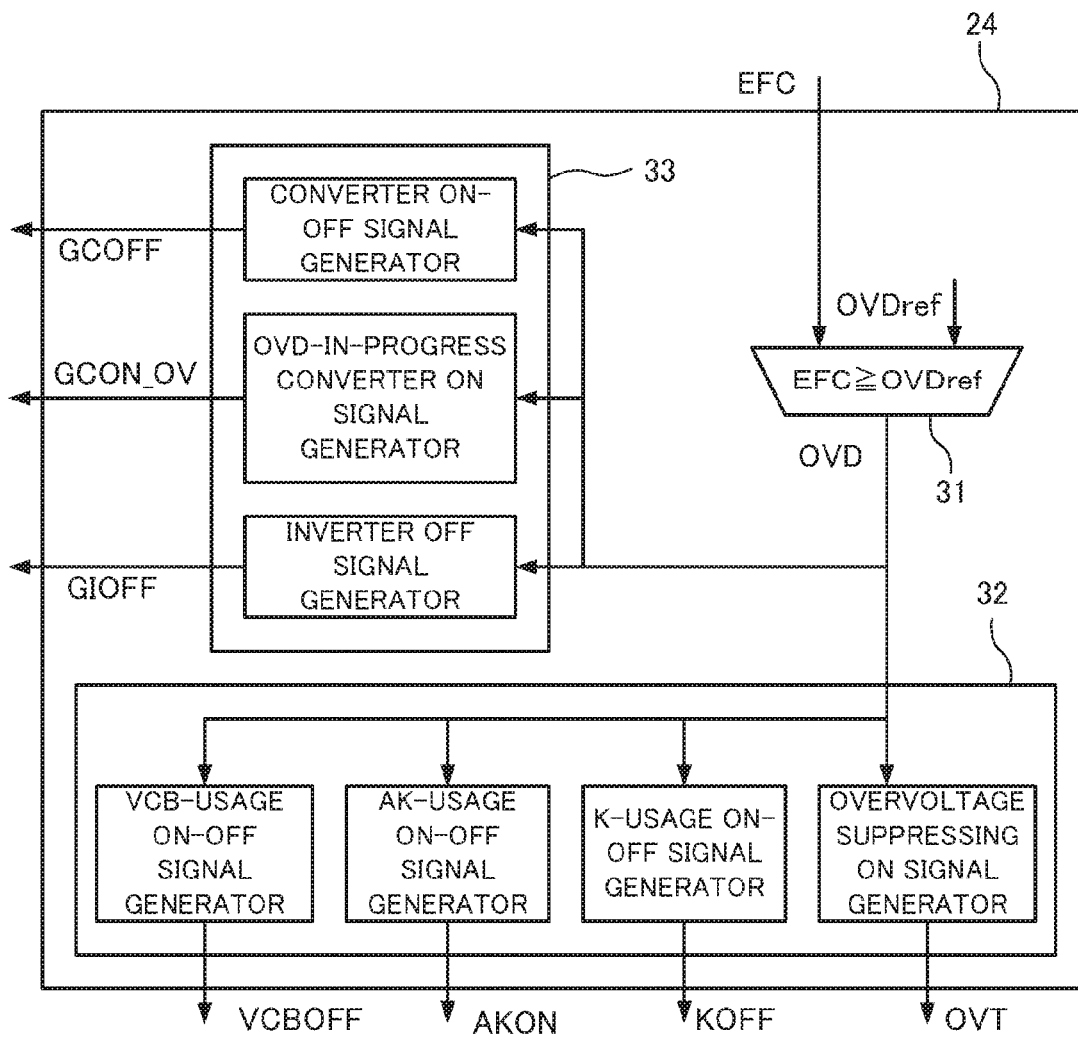 24
EFC
33
CONVERTER ON-
OFF SIGNAL
GENERATOR
GCOFF
OVDref
OVD-IN-PROGRESS
CONVERTER ON
SIGNAL
GENERATOR
GCON_OV
EFC≧OVDref
OVD
31
INVERTER OFF
SIGNAL
GENERATOR
GIOFF
32
VCB-USAGE
ON-OFF
SIGNAL
GENERATOR
AK-USAGE
ON-OFF
SIGNAL
GENERATOR
K-USAGE ON-
OFF SIGNAL
GENERATOR
OVERVOLTAGE
SUPPRESSING
ON SIGNAL
GENERATOR
VCBOFF
AKON
KOFF
OVT